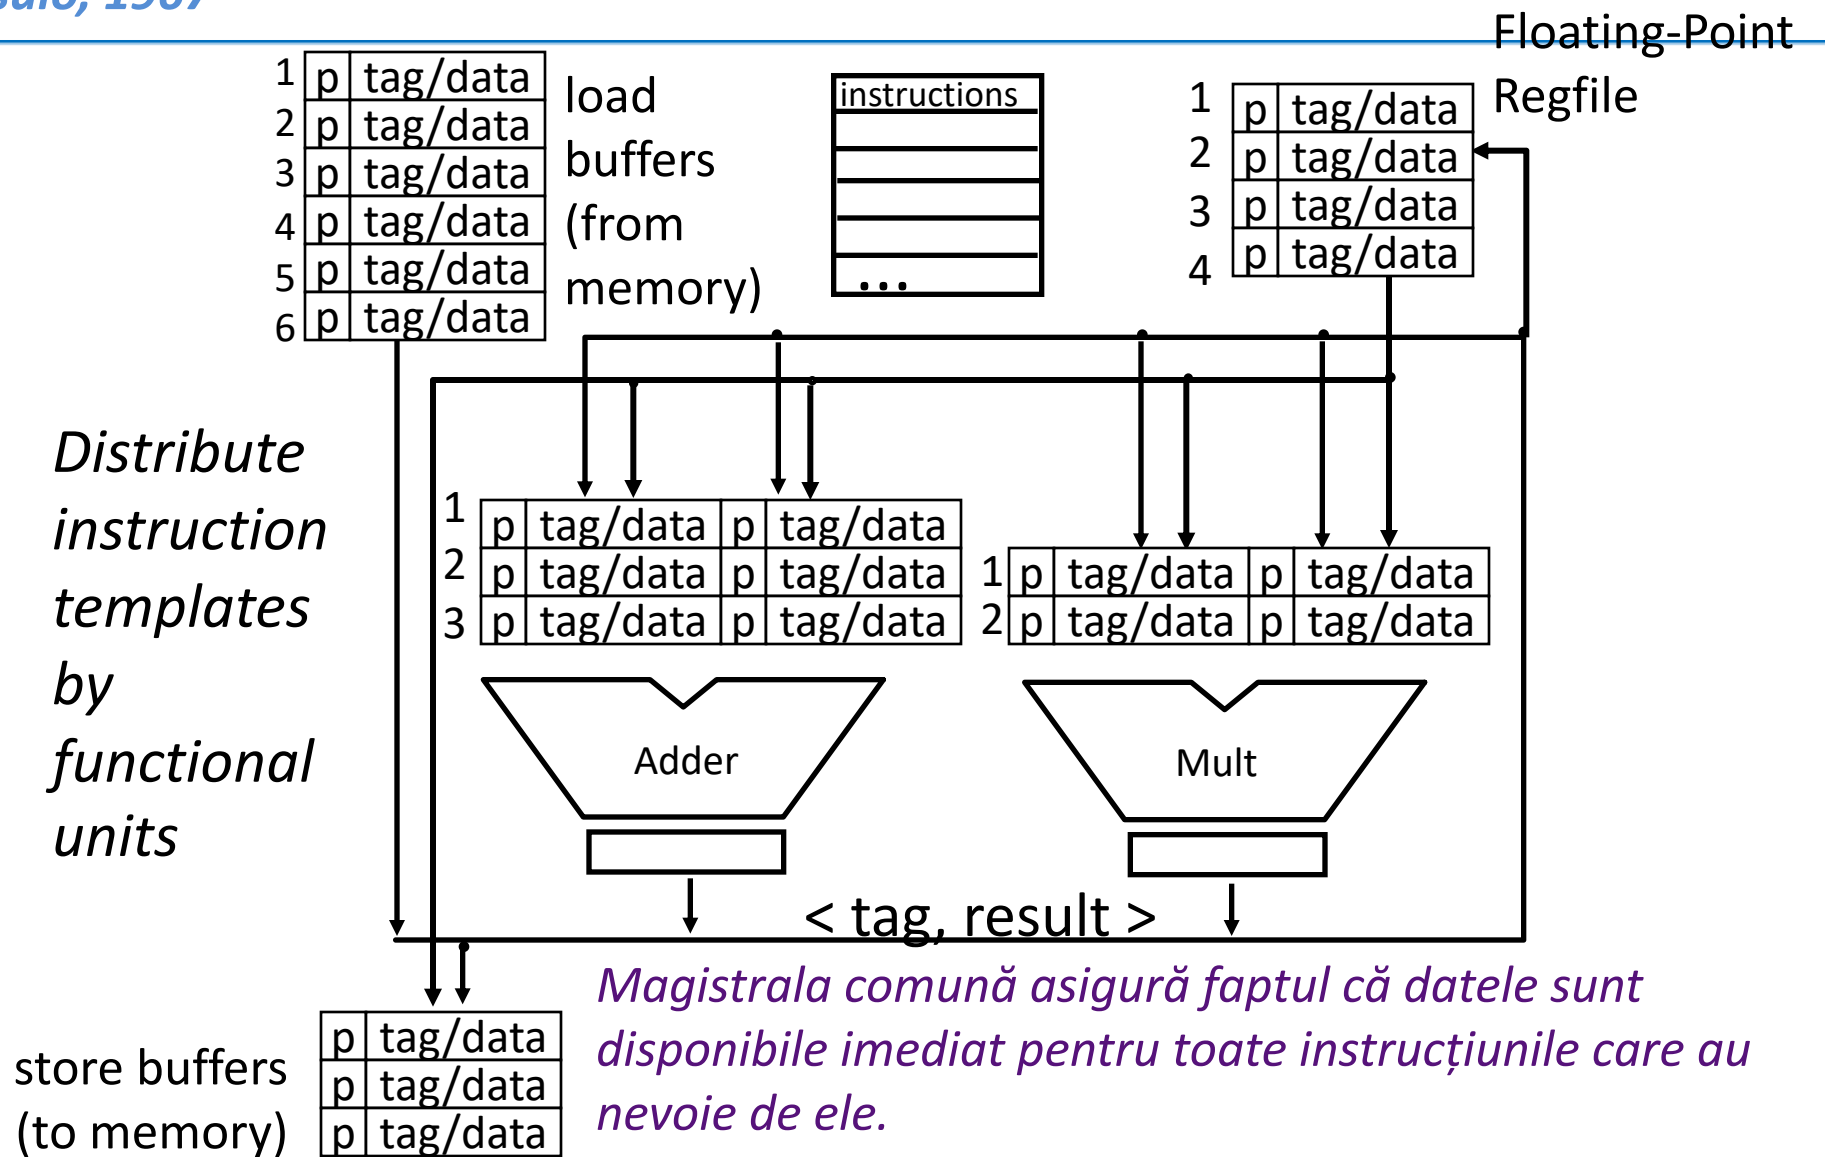 1967
Floating-Point
Regfile
1 p tag/data
2 p tag/data
3 p tag/data
4 p tag/data
5 p tag/data
6 p tag/data
load
buffers
(from
memory)
instructions
...
1 p tag/data
2 p tag/data
3 p tag/data
4 p tag/data
Distribute
instruction
templates
by
functional
units
1 p tag/data p tag/data
2 p tag/data p tag/data
3 p tag/data p tag/data
1 p tag/data p tag/data
2 p tag/data p tag/data
Adder
Mult
< tag, result >
Magistrala comună asigură faptul că datele sunt
disponibile imediat pentru toate instrucțiunile care au
nevoie de ele.
store buffers
(to memory)
p tag/data
p tag/data
p tag/data